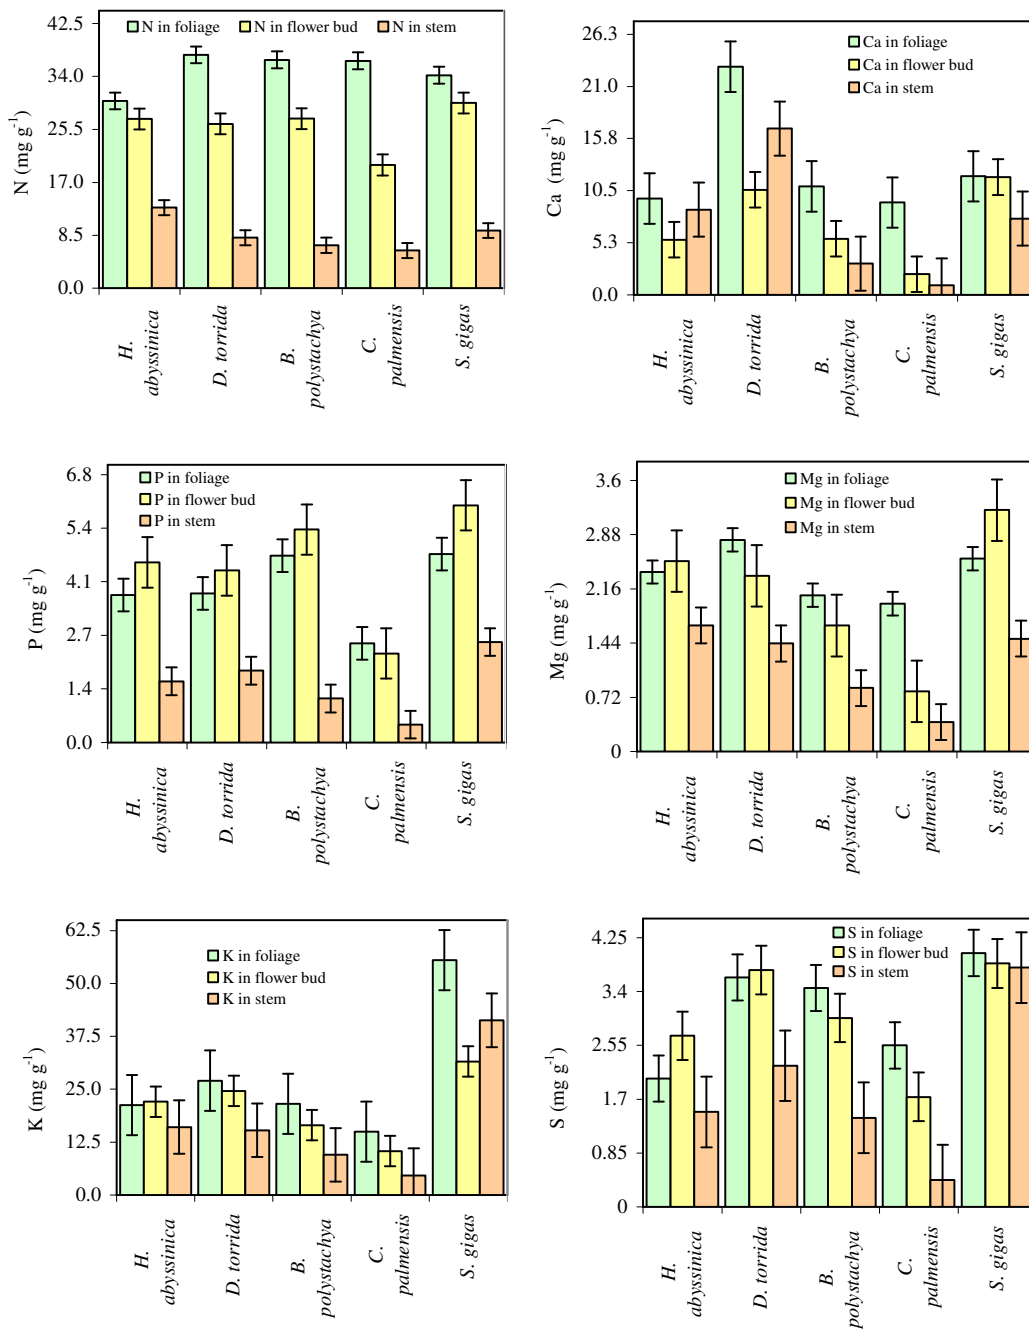 N in foliage N in flower bud N in stem
N (mg g-1)
42.5
34.0
25.5
17.0
8.5
0.0
H. abyssinica
D. torrida
B. polystachya
C. palmensis
S. gigas
Ca in foliage
Ca in flower bud
Ca in stem
Ca (mg g-1)
26.3
21.0
15.8
10.5
5.3
0.0
H. abyssinica
D. torrida
B. polystachya
C. palmensis
S. gigas
P in foliage
P in flower bud
P in stem
P (mg g-1)
6.8
5.4
4.1
2.7
1.4
0.0
H. abyssinica
D. torrida
B. polystachya
C. palmensis
S. gigas
Mg in foliage
Mg in flower bud
Mg in stem
Mg (mg g-1)
3.6
2.88
2.16
1.44
0.72
0
H. abyssinica
D. torrida
B. polystachya
C. palmensis
S. gigas
K in foliage
K in flower bud
K in stem
K (mg g-1)
62.5
50.0
37.5
25.0
12.5
0.0
H. abyssinica
D. torrida
B. polystachya
C. palmensis
S. gigas
S in foliage
S in flower bud
S in stem
S (mg g-1)
4.25
3.4
2.55
1.7
0.85
0
H. abyssinica
D. torrida
B. polystachya
C. palmensis
S. gigas